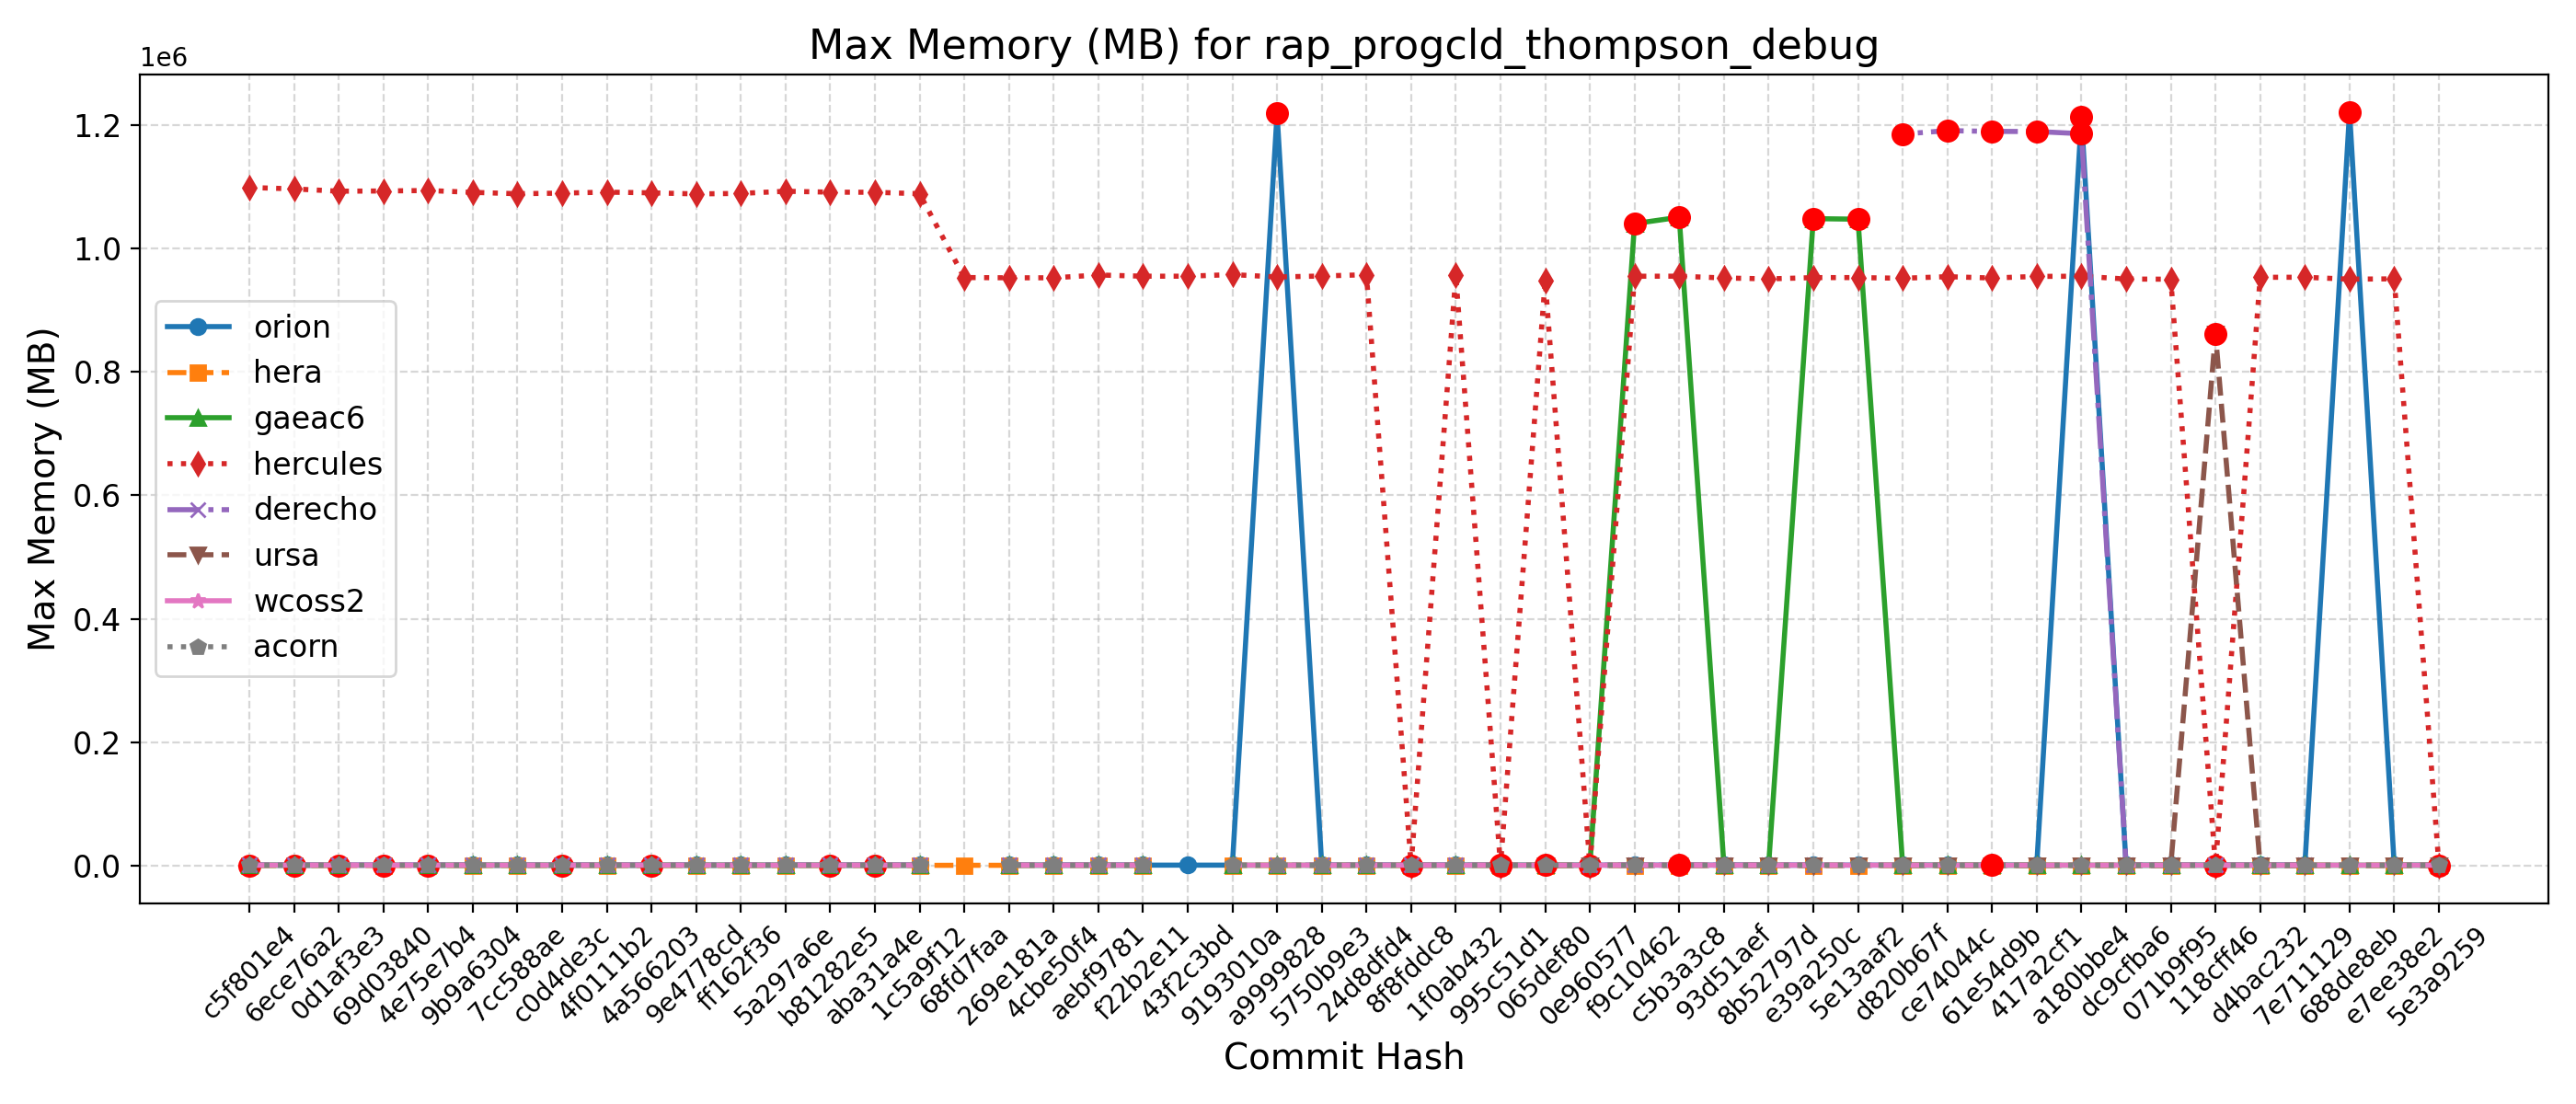 Max Memory (MB) for rap_progcld_thompson_debug
1e6
1.2
1.0
0.8
0.6
0.4
0.2
0.0
Max Memory (MB)
orion
hera
gaeac6
hercules
derecho
ursa
wcoss2
acorn
c5f801e4
6ece76a2
0d1af3e3
69d03840
4e75e7b4
9b9a6304
7cc588ae
c0d4de3c
4f0111b2
4a566203
9e4778cd
ff162f36
5a297a6e
b81282e5
aba31a4e
1c5a9f12
68fd7faa
269e181a
4cbe50f4
aebf9781
f22b2e11
43f2c3bd
9193010a
a9999828
5750b9e3
24d8dfd4
8f8fddc8
1f0ab432
995c51d1
065def80
0e960577
f9c10462
c5b3a3c8
93d51aef
8b52797d
e39a250c
5e13aaf2
d820b67f
ce74044c
61e54d9b
417a2cf1
a180bbe4
dc9cfba6
071b9f95
118cff46
d4bac232
7e711129
688de8eb
e7ee38e2
5e3a9259
Commit Hash